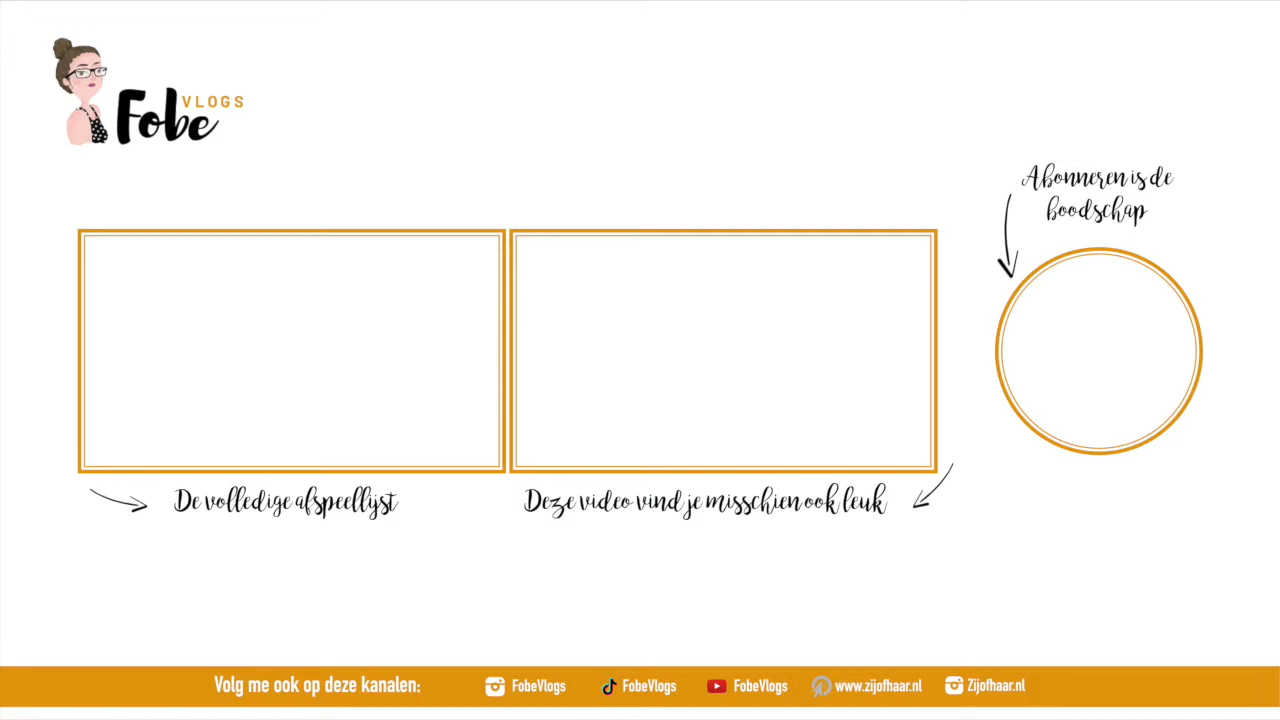 VLOGS
Fobe
Abonneren is de
boodschap
De volledige afspeellijst
Deze video vind je misschien ook leuk
Volg me ook op deze kanalen: FobeVlogs FobeVlogs FobeVlogs www.zijofhaar.nl Zijofhaar.nl